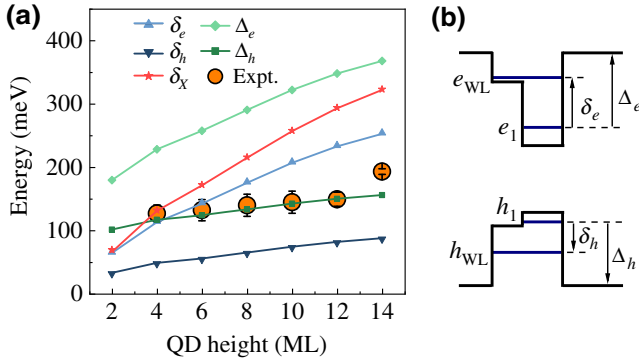 (a)
δe Δe
δh Δh
δX Expt.
Energy (meV)
400
300
200
100
0
2 4 6 8 10 12 14
QD height (ML)
(b)
eWL
e1
δe
Δe
h1
hWL
δh
Δh